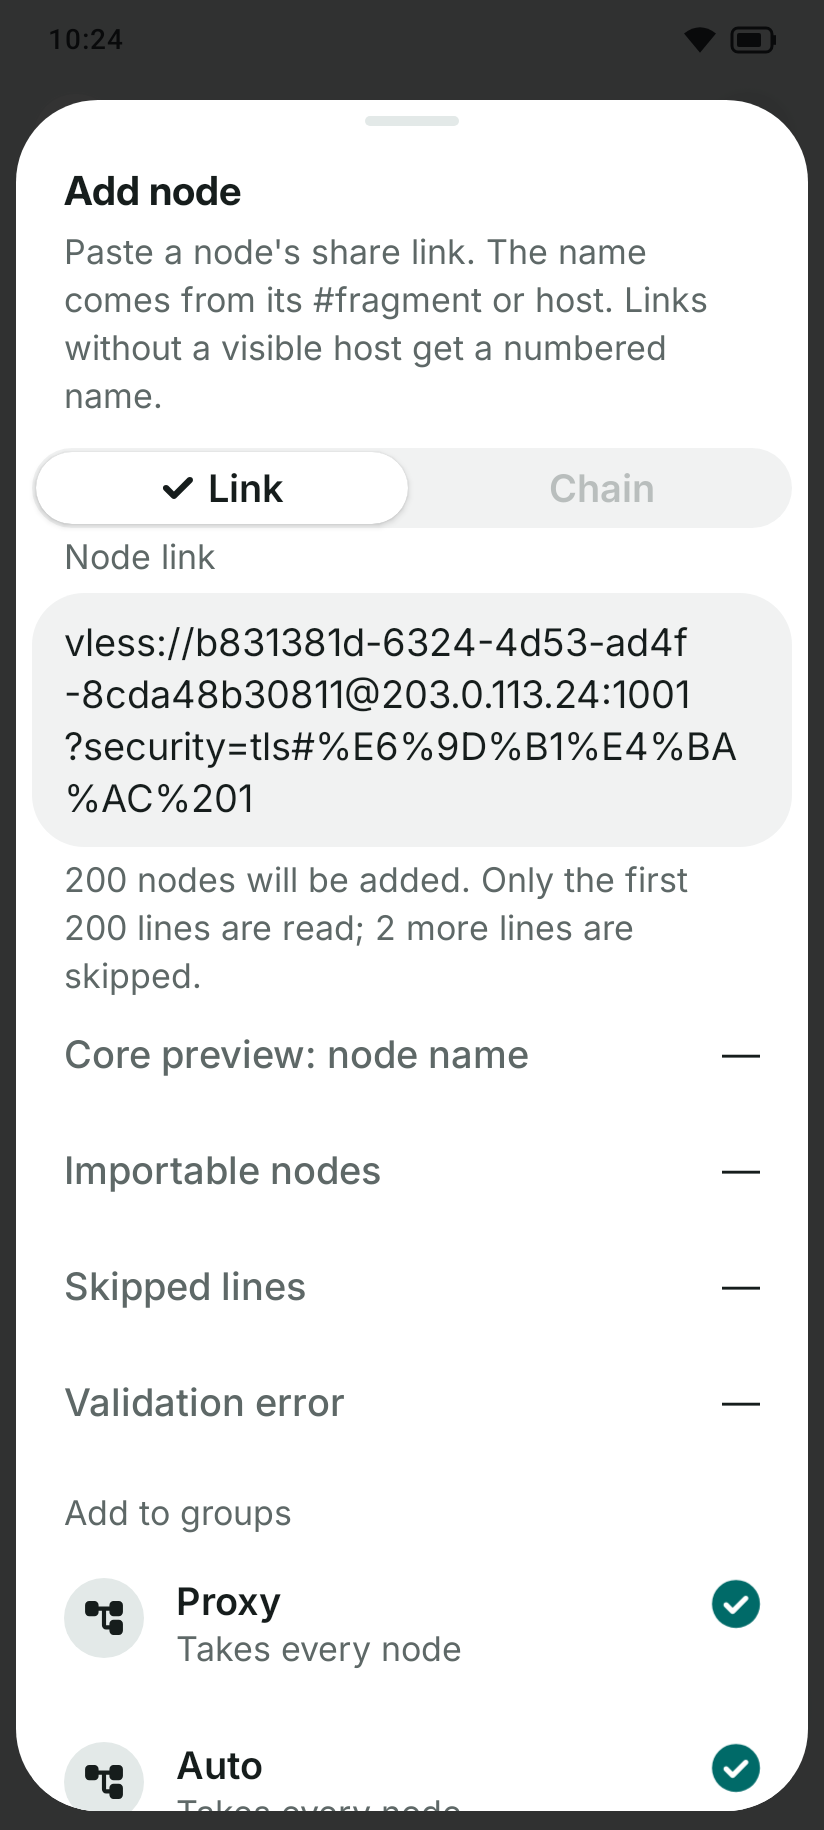 10:24
Add node
Paste a node's share link. The name
comes from its #fragment or host. Links
without a visible host get a numbered
name.
Link
Chain
Node link
vless://b831381d-6324-4d53-ad4f
-8cda48b30811@203.0.113.24:1001
?security=tls#%E6%9D%B1%E4%BA
%AC%201
200 nodes will be added. Only the first
200 lines are read; 2 more lines are
skipped.
Core preview: node name —
Importable nodes —
Skipped lines —
Validation error —
Add to groups
Proxy
Takes every node
Auto
Takes every node